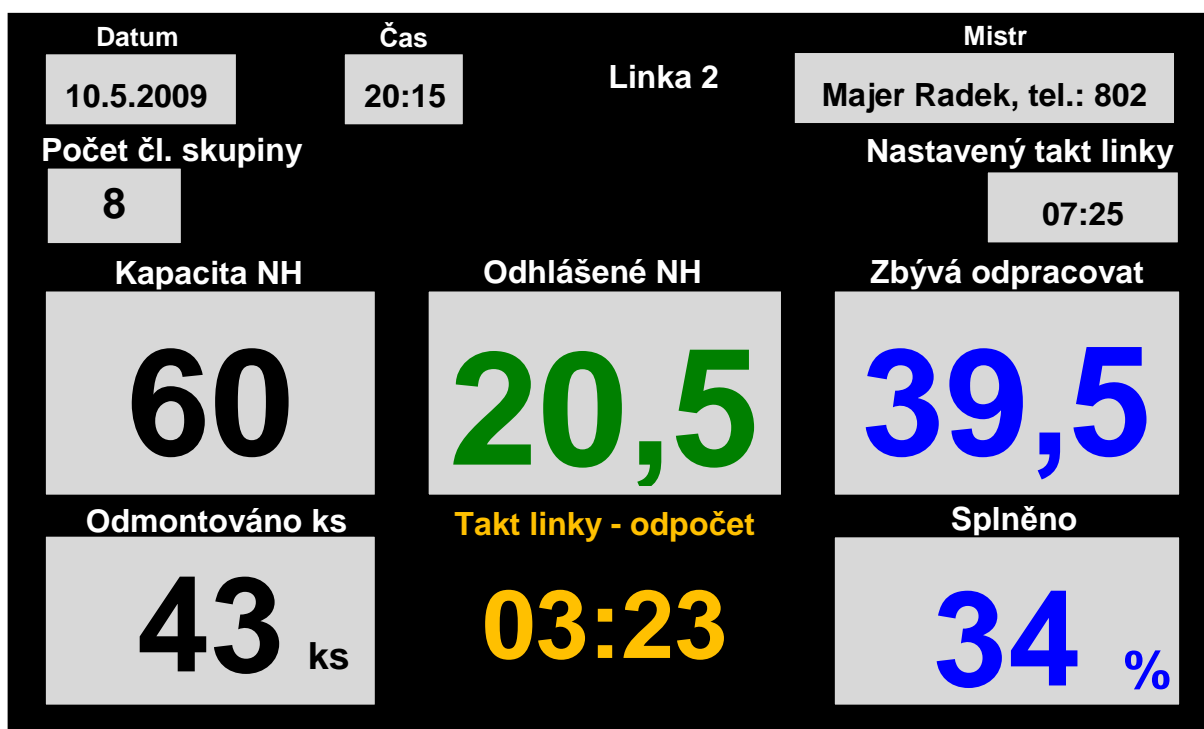 Datum
Čas
Linka 2
Mistr
10.5.2009
20:15
Majer Radek, tel.: 802
Počet čl. skupiny
Nastavený takt linky
8
07:25
Kapacita NH
Odhlášené NH
Zbývá odpracovat
60
20,5
39,5
Odmontováno ks
Takt linky - odpočet
Splněno
43 ks
03:23
34 %